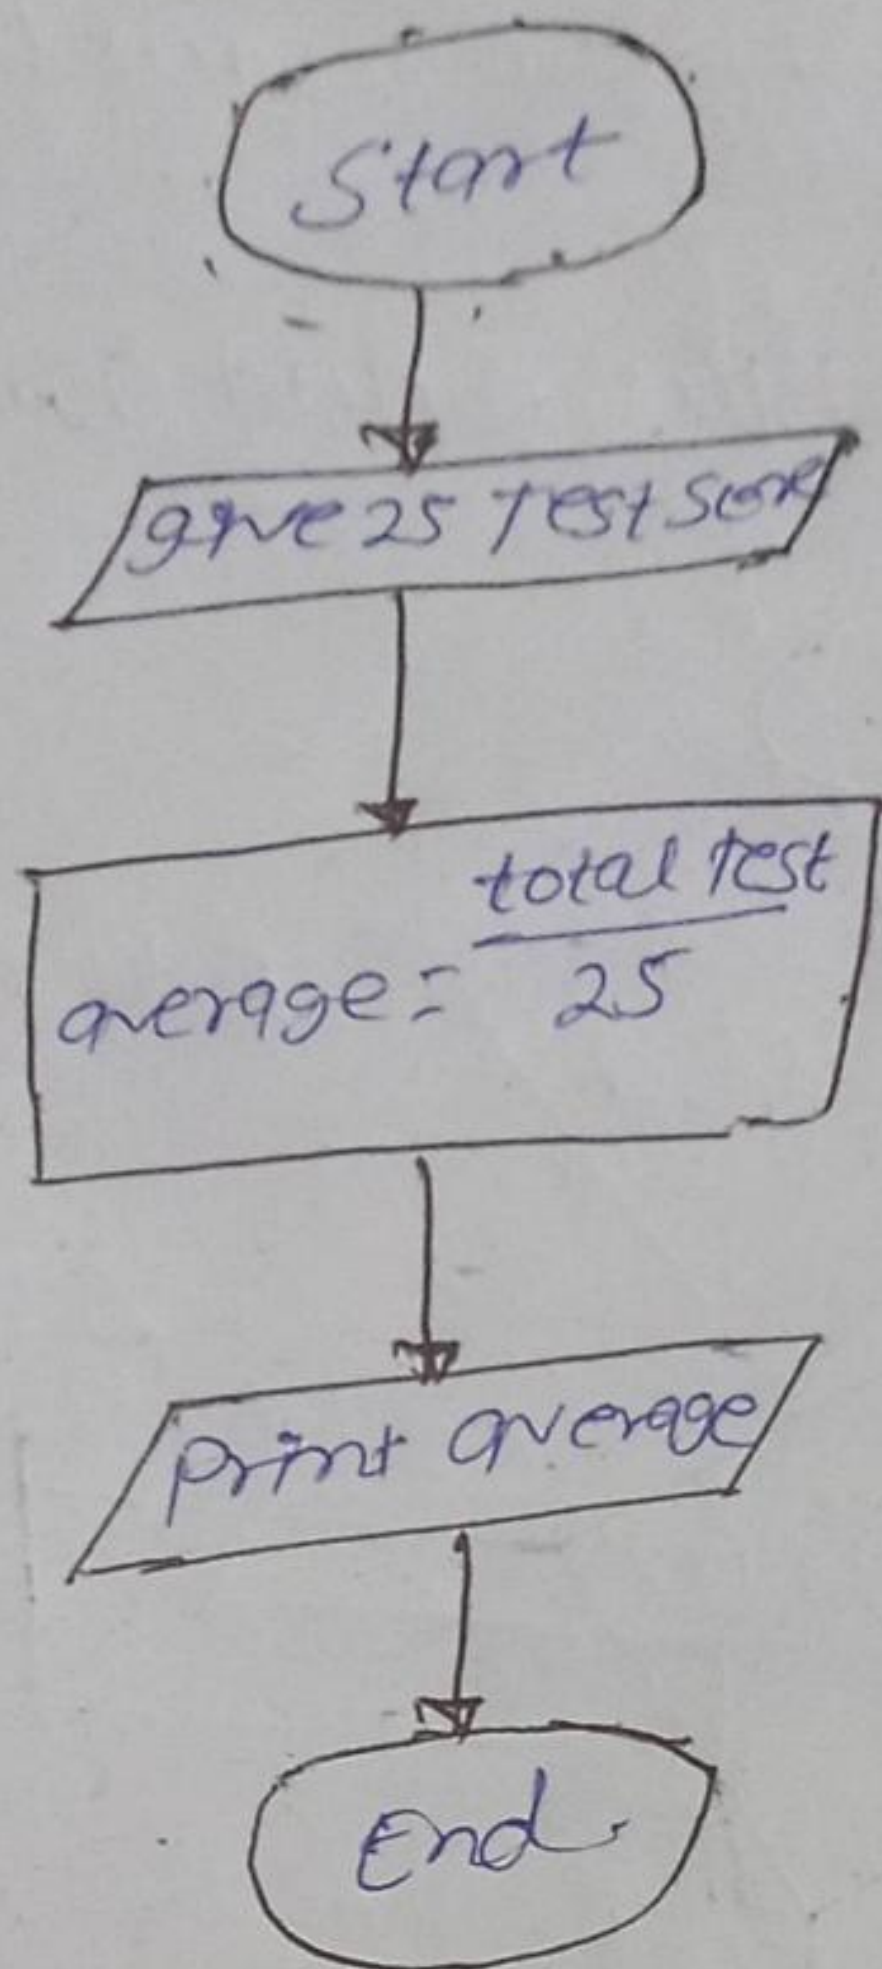 Start
give 25 Test Score
total test
average = 25
Print average
End